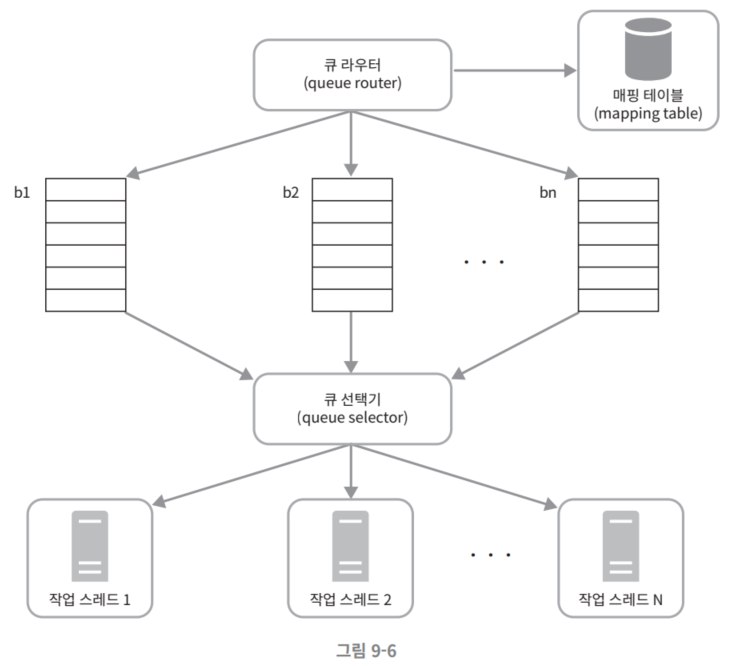 큐 라우터
(queue router)
매핑 테이블
(mapping table)
b1
b2
bn
. . .
큐 선택기
(queue selector)
작업 스레드 1
작업 스레드 2
. . .
작업 스레드 N
그림 9-6